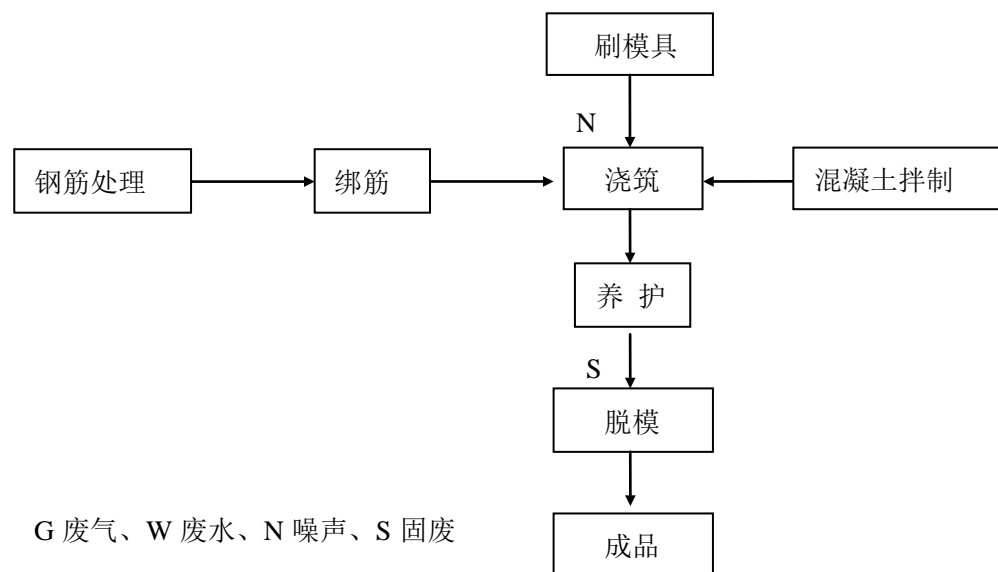 刷模具
N
钢筋处理
绑筋
浇筑
混凝土拌制
养 护
S
脱模
G 废气、W 废水、N 噪声、S 固废
成品